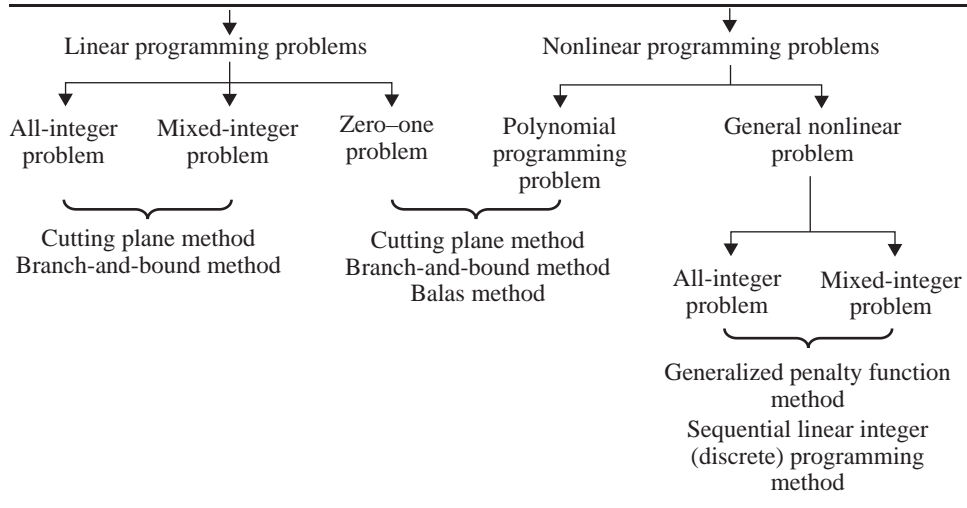 Linear programming problems
Nonlinear programming problems
All-integer
problem
Mixed-integer
problem
Zero–one
problem
Polynomial
programming
problem
General nonlinear
problem
Cutting plane method
Branch-and-bound method
Cutting plane method
Branch-and-bound method
Balas method
All-integer
problem
Mixed-integer
problem
Generalized penalty function
method
Sequential linear integer
(discrete) programming
method